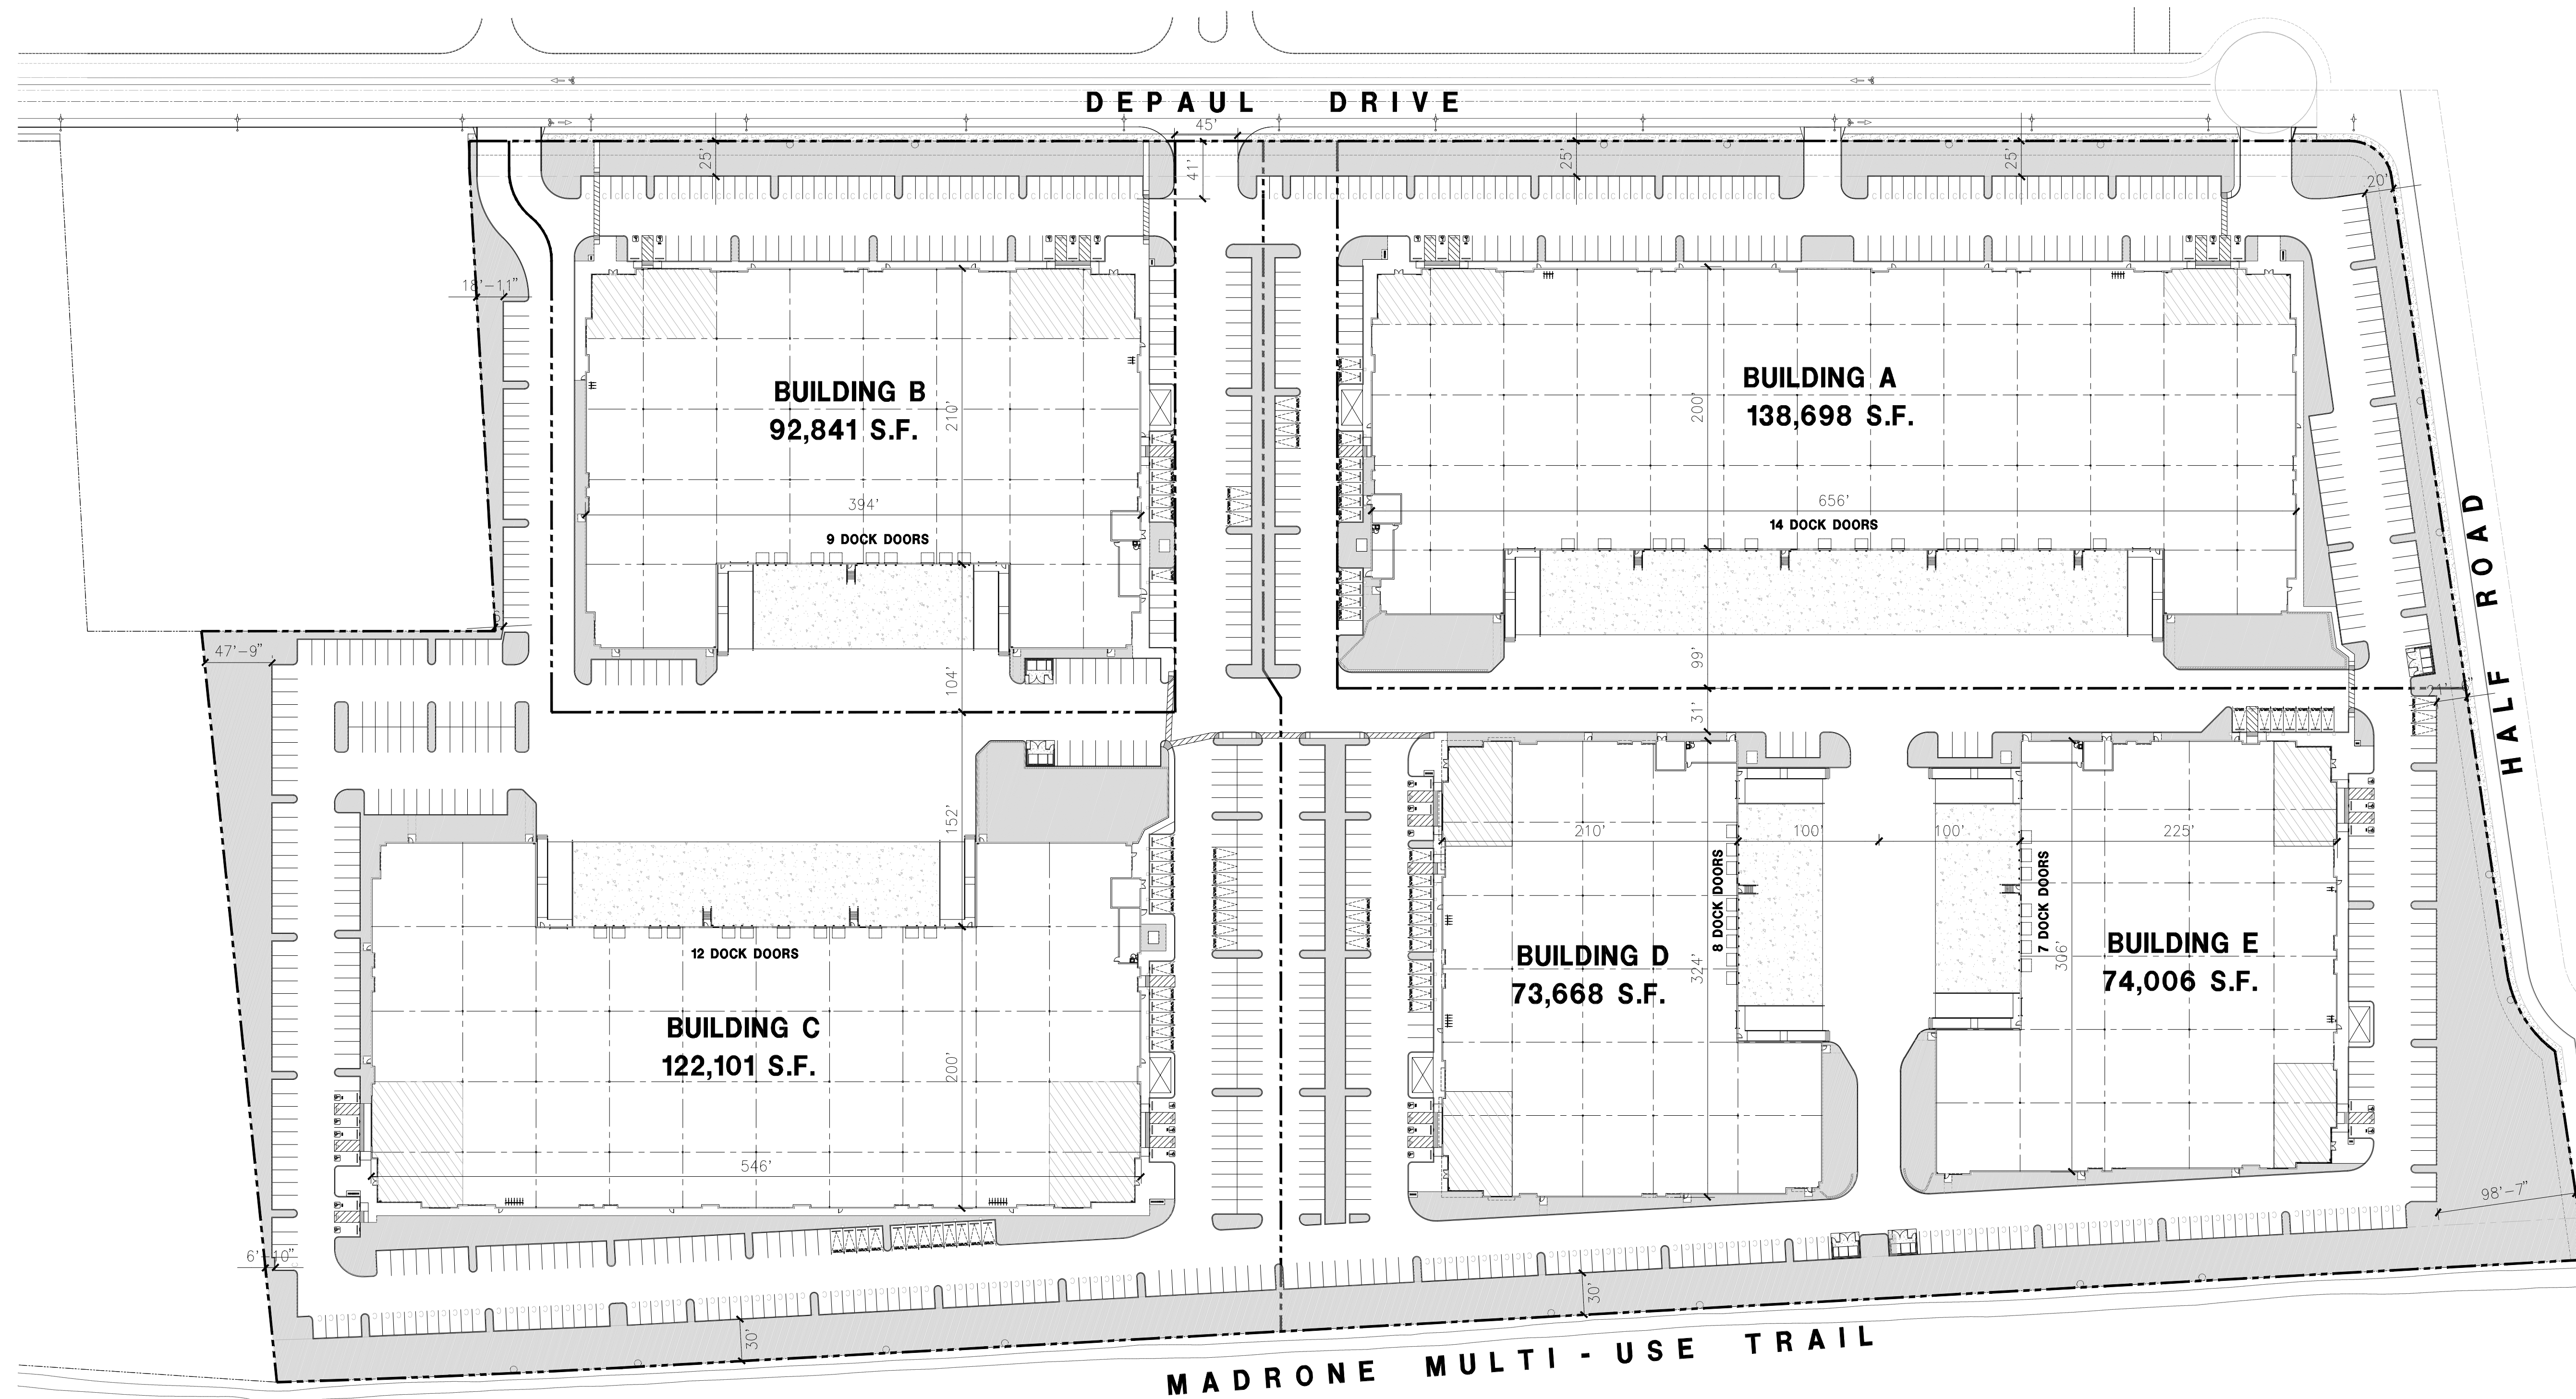 DEPAUL DRIVE
45'
25'
41'
25'
25'
20'
18'-11"
BUILDING B
92,841 S.F.
210'
394'
9 DOCK DOORS
BUILDING A
138,698 S.F.
200'
656'
14 DOCK DOORS
HALF ROAD
47'-9"
104'
99'
31'
21'
152'
12 DOCK DOORS
BUILDING C
122,101 S.F.
200'
546'
210'
100'
100'
225'
8 DOCK DOORS
7 DOCK DOORS
BUILDING D
73,668 S.F.
324'
BUILDING E
74,006 S.F.
306'
98'-7"
6'-10"
30'
30'
MADRONE MULTI-USE TRAIL